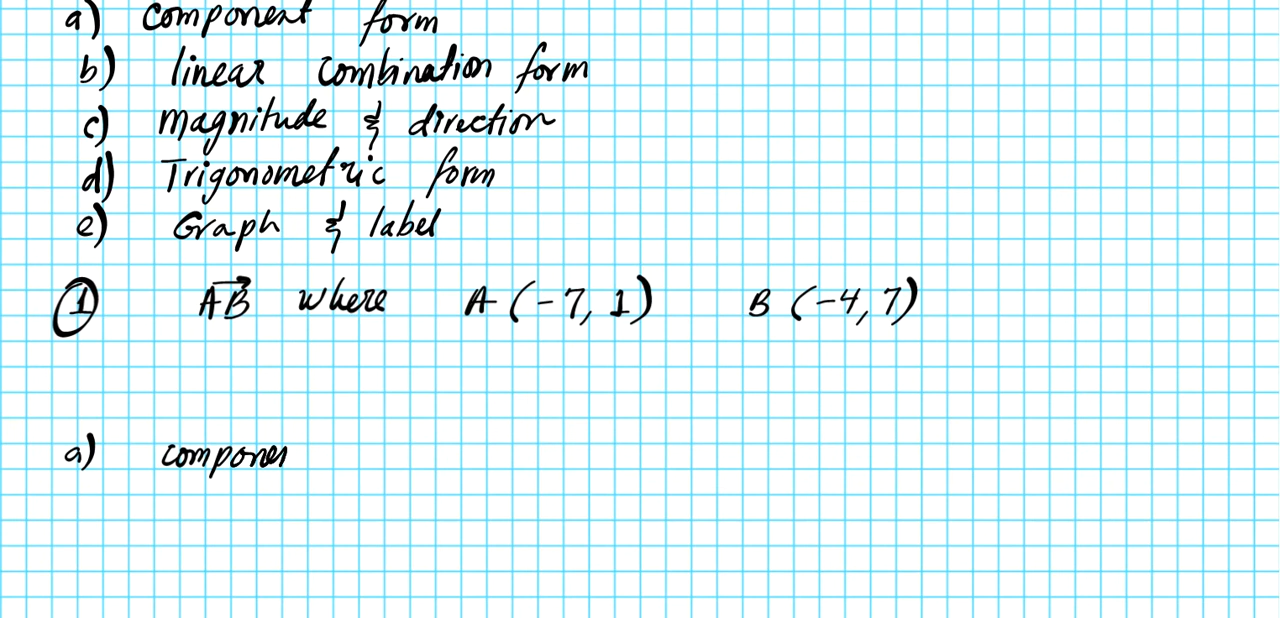 a) component form
b) linear combination form
c) magnitude & direction
d) Trigonometric form
e) Graph & label
① AB where A (-7, 1) B (-4, 7)
a) componen